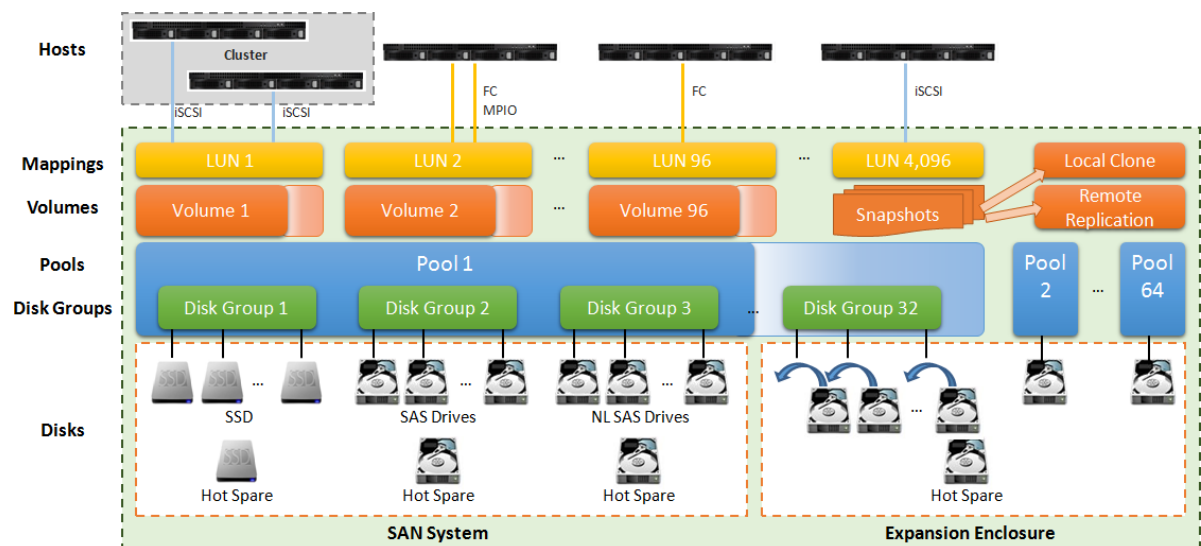 Hosts
Cluster
iSCSI
iSCSI
FC
MPIO
FC
iSCSI
Mappings
LUN 1
LUN 2
...
LUN 96
...
LUN 4,096
Local Clone
Volumes
Volume 1
Volume 2
...
Volume 96
Snapshots
Remote
Replication
Pools
Pool 1
Pool
2
...
Pool
64
Disk Groups
Disk Group 1
Disk Group 2
Disk Group 3
...
Disk Group 32
Disks
SSD
SSD
...
SSD
...
...
...
SSD
SAS Drives
NL SAS Drives
SSD
Hot Spare
Hot Spare
Hot Spare
Hot Spare
SAN System
Expansion Enclosure